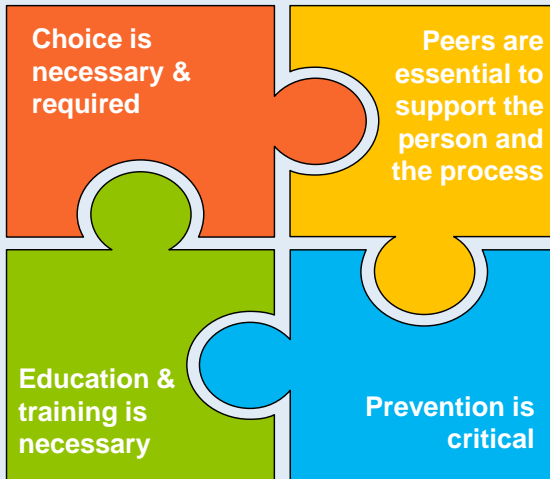 Choice is
necessary &
required
Peers are
essential to
support the
person and
the process
Education &
training is
necessary
Prevention is
critical